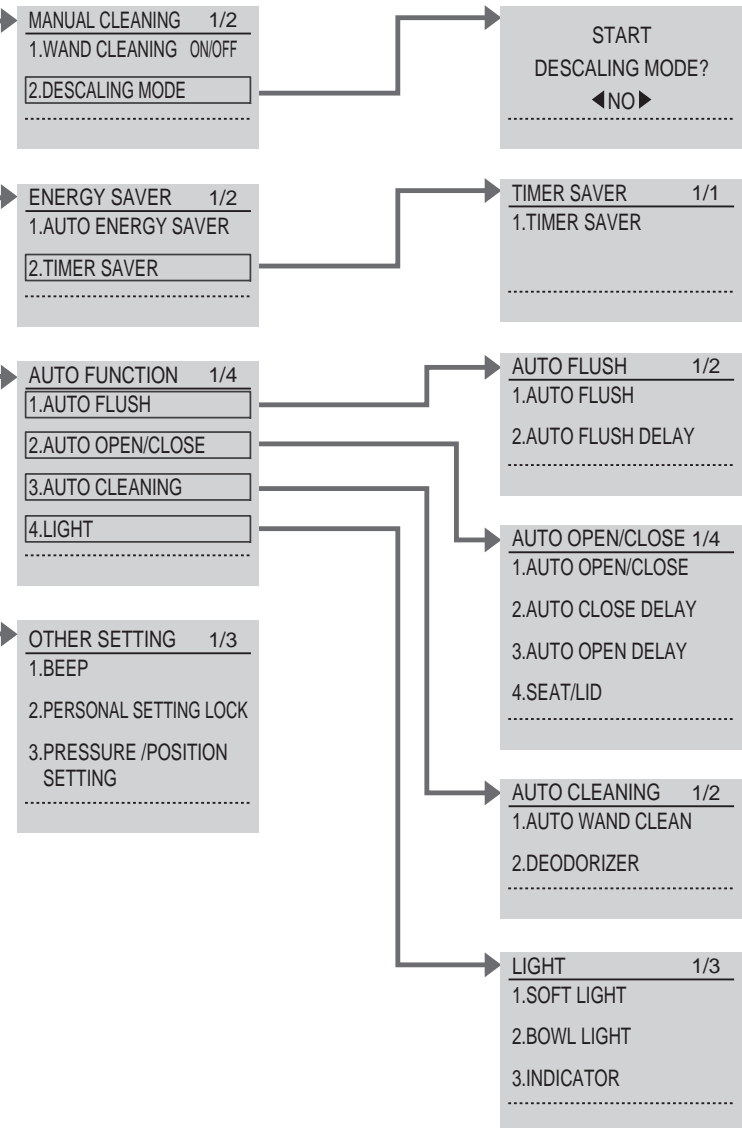 MANUAL CLEANING 1/2
1.WAND CLEANING ON/OFF
2.DESCALING MODE
START
DESCALING MODE?
◀NO▶
ENERGY SAVER 1/2
1.AUTO ENERGY SAVER
2.TIMER SAVER
TIMER SAVER 1/1
1.TIMER SAVER
AUTO FUNCTION 1/4
1.AUTO FLUSH
2.AUTO OPEN/CLOSE
3.AUTO CLEANING
4.LIGHT
AUTO FLUSH 1/2
1.AUTO FLUSH
2.AUTO FLUSH DELAY
AUTO OPEN/CLOSE 1/4
1.AUTO OPEN/CLOSE
2.AUTO CLOSE DELAY
3.AUTO OPEN DELAY
4.SEAT/LID
OTHER SETTING 1/3
1.BEEP
2.PERSONAL SETTING LOCK
3.PRESSURE /POSITION
SETTING
AUTO CLEANING 1/2
1.AUTO WAND CLEAN
2.DEODORIZER
LIGHT 1/3
1.SOFT LIGHT
2.BOWL LIGHT
3.INDICATOR